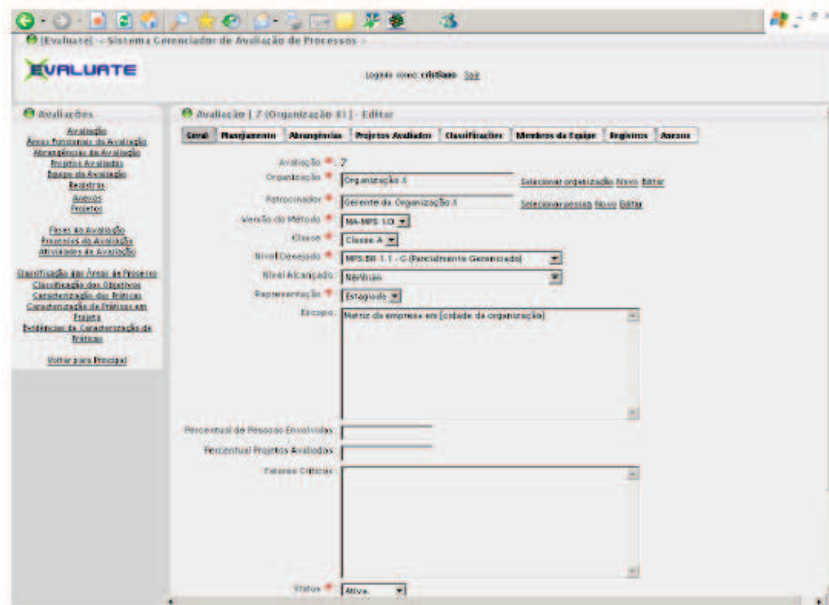 [Evaluate] - Sistema Gerenciador de Avaliação de Processos -
EVALUATE
Logado como: cristiano Sair
Avaliações
Avaliação
Áreas Funcionais da Avaliação
Abrangências da Avaliação
Projetos Avaliados
Equipe da Avaliação
Registros
Anexos
Projetos
Fases da Avaliação
Processos da Avaliação
Atividades da Avaliação
Classificação das Áreas de Processo
Classificação dos Objetivos
Caracterização das Práticas
Caracterização de Práticas em
Projeto
Evidências da Caracterização de
Práticas
Voltar para Principal
Avaliação [ 7 (Organização X) ] - Editar
Geral Planejamento Abrangências Projetos Avaliados Classificações Membros da Equipe Registros Anexos
Avaliação *: 7
Organização *: Organização X Selecionar organização Novo Editar
Patrocinador *: Gerente da Organização X Selecionar pessoa Novo Editar
Versão do Método *: MA-MPS 1.0
Classe *: Classe A
Nível Desejado *: MPS.BR 1.1 - G (Parcialmente Gerenciado)
Nível Alcançado: Nenhum
Representação *: Estagiada
Escopo: Matriz da empresa em [cidade da organização]
Percentual de Pessoas Envolvidas:
Percentual Projetos Avaliados:
Fatores Críticos:
Status *: Ativa